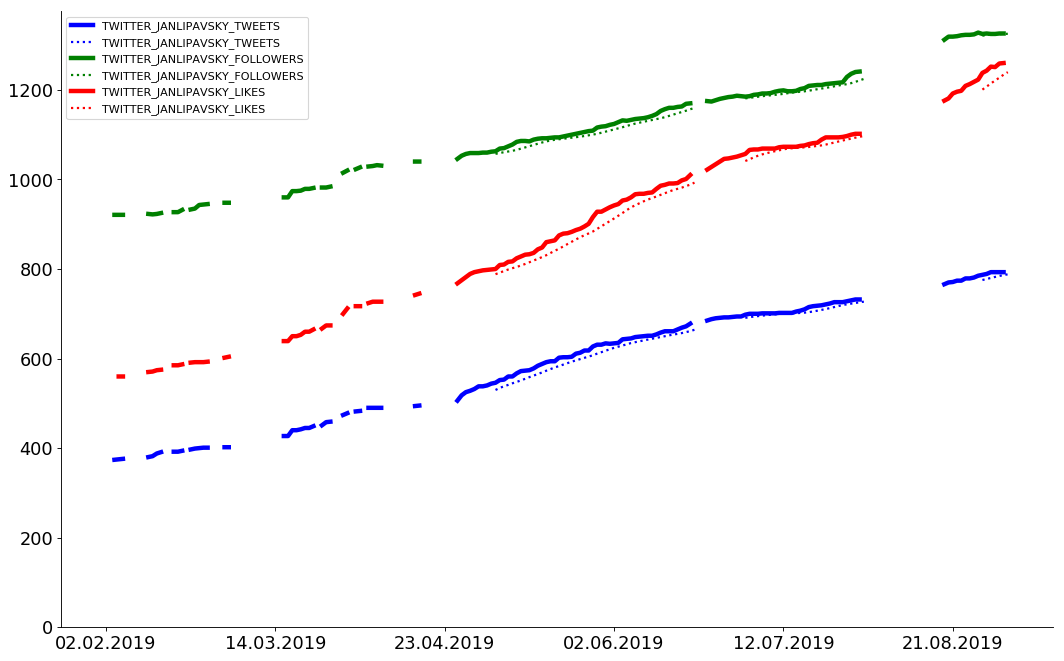 TWITTER_JANLIPAVSKY_TWEETS
TWITTER_JANLIPAVSKY_TWEETS
TWITTER_JANLIPAVSKY_FOLLOWERS
TWITTER_JANLIPAVSKY_FOLLOWERS
TWITTER_JANLIPAVSKY_LIKES
TWITTER_JANLIPAVSKY_LIKES
1200
1000
800
600
400
200
0
02.02.2019 14.03.2019 23.04.2019 02.06.2019 12.07.2019 21.08.2019